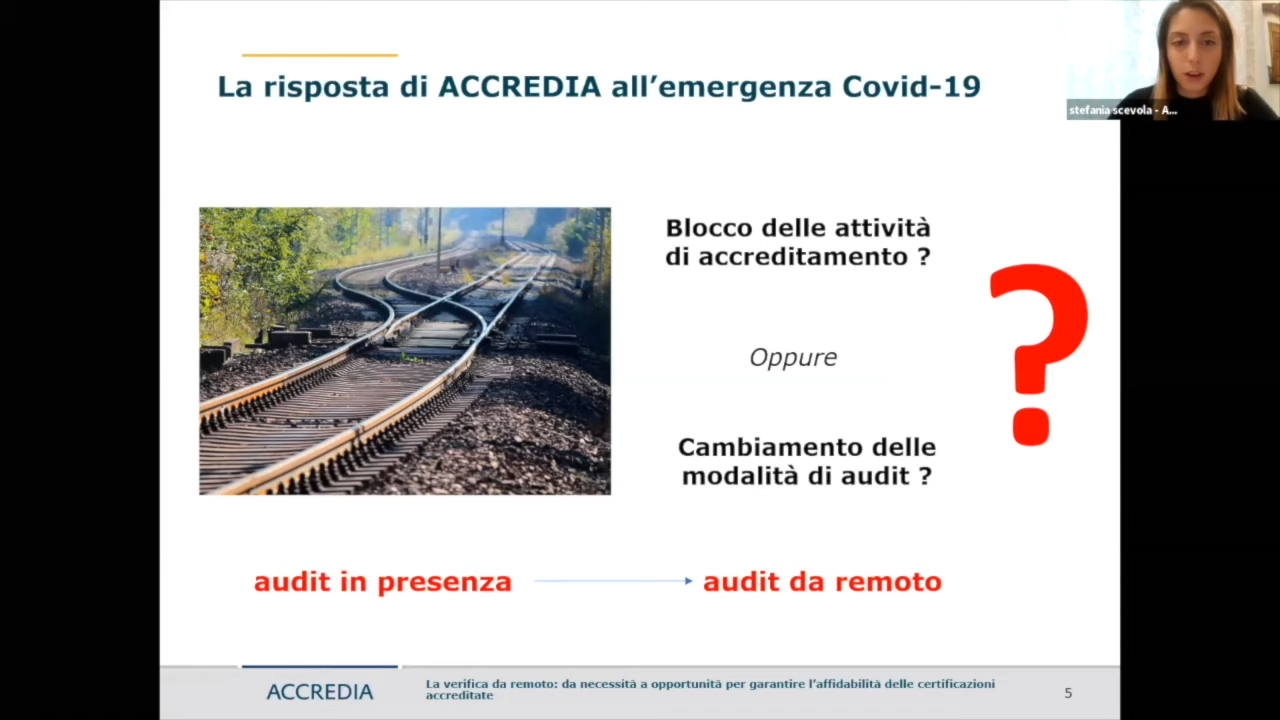 La risposta di ACCREDIA all’emergenza Covid-19
stefania scevola - A...
Blocco delle attività
di accreditamento ?
?
Oppure
Cambiamento delle
modalità di audit ?
audit in presenza
audit da remoto
ACCREDIA
La verifica da remoto: da necessità a opportunità per garantire l’affidabilità delle certificazioni
accreditate
5